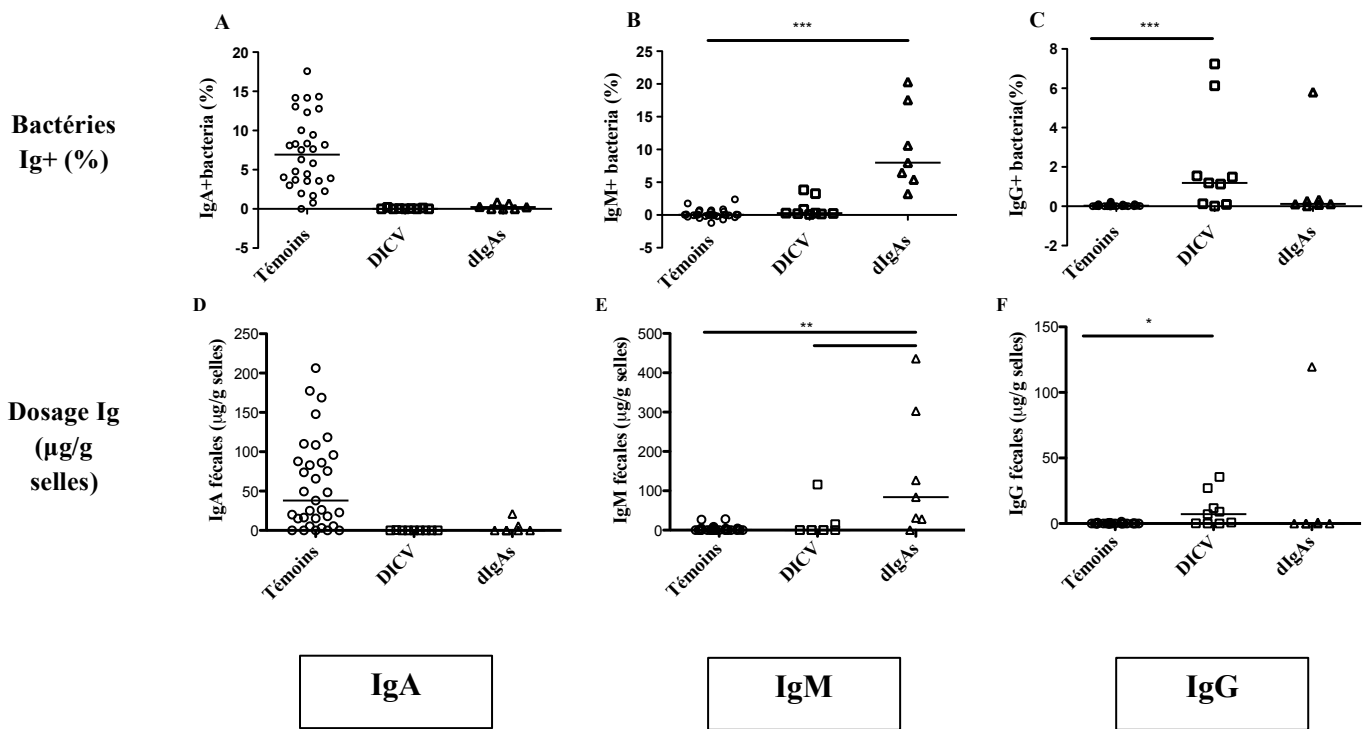 Bactéries
Ig+ (%)
A
IgA+bacteria (%)
20
15
10
5
0
5
Témoins
DICV
dIgAs
B
***
IgM+ bacteria (%)
25
20
15
10
5
0
5
Témoins
DICV
dIgAs
C
***
IgG+ bacteria(%)
8
6
4
2
0
-2
Témoins
DICV
dIgAs
Dosage Ig
(µg/g
selles)
D
IgA fécales (µg/g selles)
250
200
150
100
50
0
Témoins
DICV
dIgAs
E
**
IgM fécales (µg/g selles)
500
400
300
200
100
0
Témoins
DICV
dIgAs
F
*
IgG fécales (µg/g selles)
150
100
50
0
Témoins
DICV
dIgAs
IgA
IgM
IgG